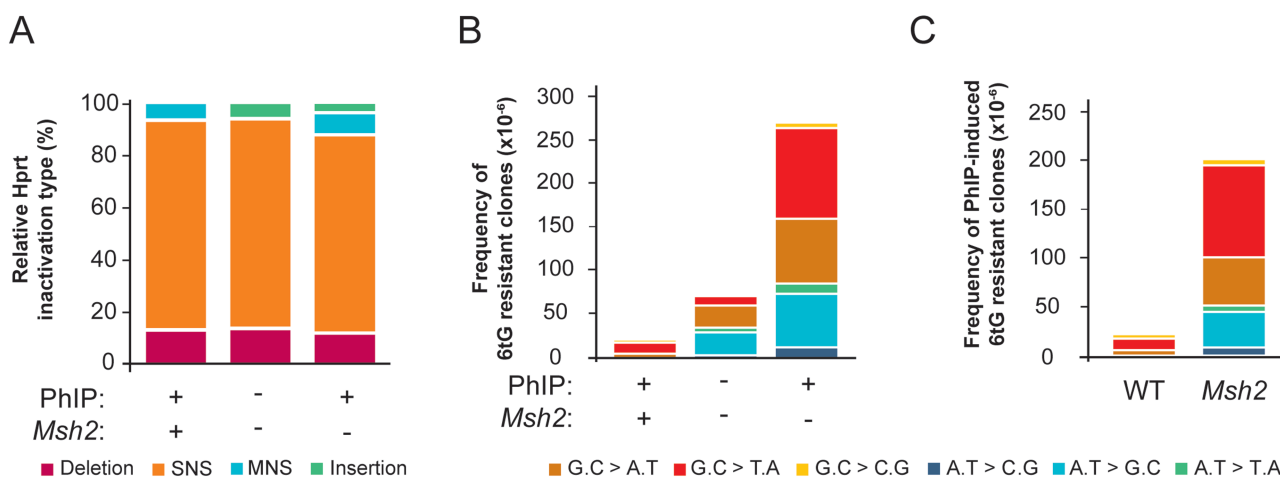 A
B
C
Relative Hprt
inactivation type (%)
100
80
60
40
20
0
PhIP: + - +
Msh2: + - -
Deletion SNS MNS Insertion
Frequency of
6tG resistant clones (x10⁻⁶)
300
250
200
150
100
50
0
PhIP: + - +
Msh2: + - -
Frequency of PhIP-induced
6tG resistant clones (x10⁻⁶)
250
200
150
100
50
0
WT Msh2
G.C > A.T G.C > T.A G.C > C.G A.T > C.G A.T > G.C A.T > T.A